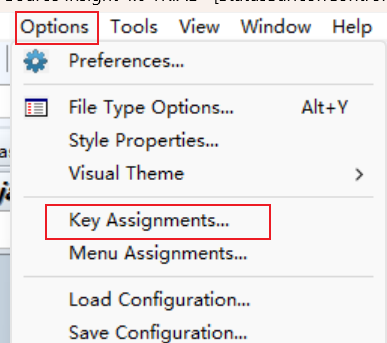 Options Tools View Window Help
Preferences...
File Type Options... Alt+Y
Style Properties...
Visual Theme
Key Assignments...
Menu Assignments...
Load Configuration...
Save Configuration...